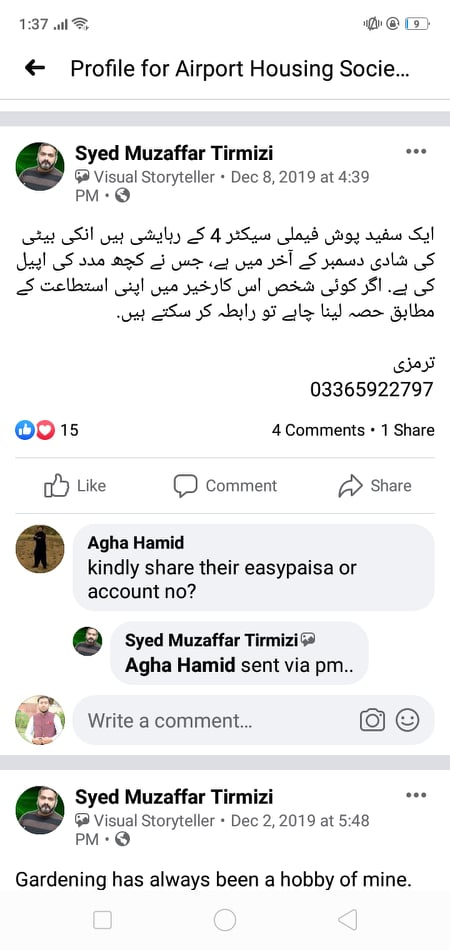 1:37
9
Profile for Airport Housing Socie...
Syed Muzaffar Tirmizi
Visual Storyteller • Dec 8, 2019 at 4:39
PM •
ایک سفید پوش فیملی سیکٹر 4 کے رہایشی ہیں انکی بیٹی
کی شادی دسمبر کے آخر میں ہے، جس نے کچھ مدد کی اپیل
کی ہے. اگر کوئی شخص اس کارخیر میں اپنی استطاعت کے
مطابق حصہ لینا چاہے تو رابطہ کر سکتے ہیں.
ترمزی
03365922797
15
4 Comments • 1 Share
Like
Comment
Share
Agha Hamid
kindly share their easypaisa or
account no?
Syed Muzaffar Tirmizi
Agha Hamid sent via pm..
Write a comment...
Syed Muzaffar Tirmizi
Visual Storyteller • Dec 2, 2019 at 5:48
PM •
Gardening has always been a hobby of mine.